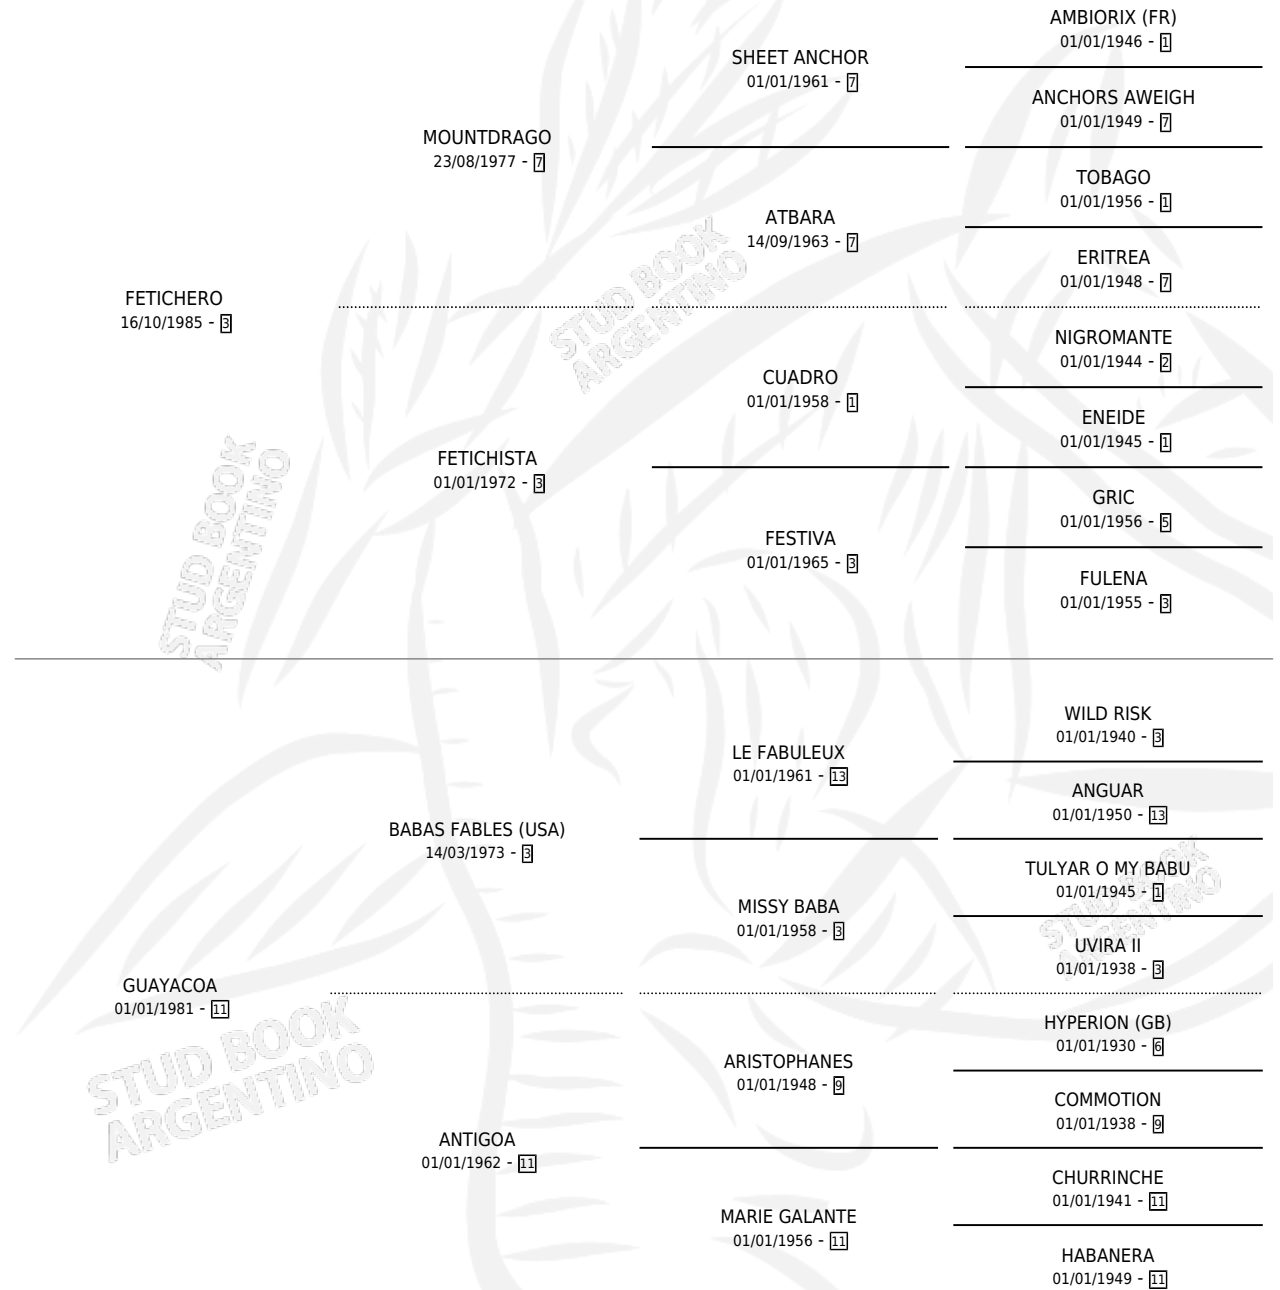 AMBIORIX (FR)
01/01/1946 - 1
SHEET ANCHOR
01/01/1961 - 7
ANCHORS AWEIGH
01/01/1949 - 7
MOUNTDRAGO
23/08/1977 - 7
TOBAGO
01/01/1956 - 1
ATBARA
14/09/1963 - 7
ERITREA
01/01/1948 - 7
FETICHERO
16/10/1985 - 3
STUD BOOK
ARGENTINO
NIGROMANTE
01/01/1944 - 2
CUADRO
01/01/1958 - 1
ENEIDE
01/01/1945 - 1
FETICHISTA
01/01/1972 - 3
GRIC
01/01/1956 - 5
FESTIVA
01/01/1965 - 3
FULENA
01/01/1955 - 3
STUD BOOK
ARGENTINO
WILD RISK
01/01/1940 - 3
LE FABULEUX
01/01/1961 - 13
ANGUAR
01/01/1950 - 13
BABAS FABLES (USA)
14/03/1973 - 3
TULYAR O MY BABU
01/01/1945 - 1
MISSY BABA
01/01/1958 - 3
UVIRA II
01/01/1938 - 3
STUD BOOK
ARGENTINO
GUAYACOA
01/01/1981 - 11
HYPERION (GB)
01/01/1930 - 6
ARISTOPHANES
01/01/1948 - 9
COMMOTION
01/01/1938 - 9
STUD BOOK
ARGENTINO
ANTIGOA
01/01/1962 - 11
CHURRINCHE
01/01/1941 - 11
MARIE GALANTE
01/01/1956 - 11
HABANERA
01/01/1949 - 11